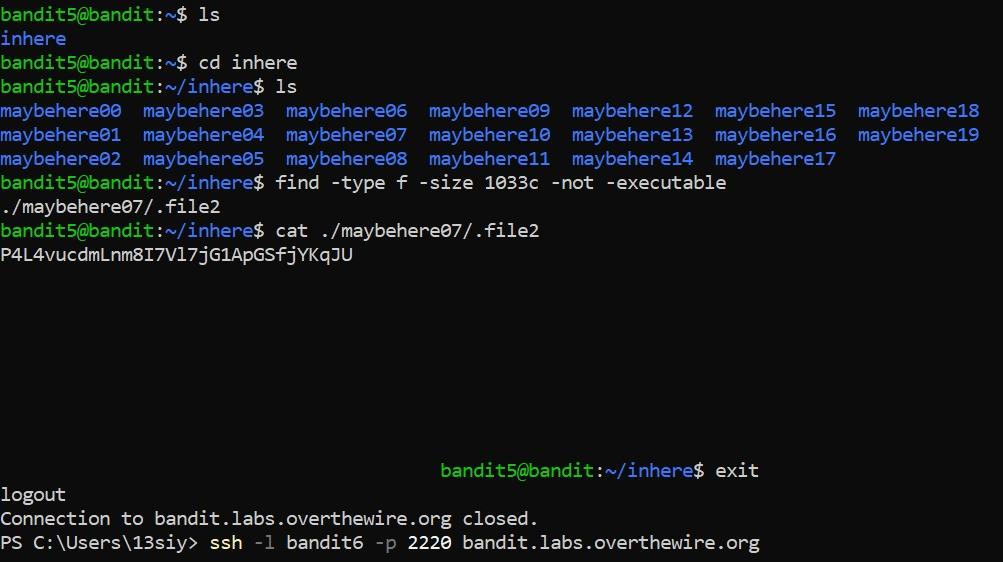 bandit5@bandit:~$ ls
inhere
bandit5@bandit:~$ cd inhere
bandit5@bandit:~/inhere$ ls
maybehere00  maybehere03  maybehere06  maybehere09  maybehere12  maybehere15  maybehere18
maybehere01  maybehere04  maybehere07  maybehere10  maybehere13  maybehere16  maybehere19
maybehere02  maybehere05  maybehere08  maybehere11  maybehere14  maybehere17
bandit5@bandit:~/inhere$ find -type f -size 1033c -not -executable
./maybehere07/.file2
bandit5@bandit:~/inhere$ cat ./maybehere07/.file2
P4L4vucdmLnm8I7Vl7jG1ApGSfjYKqJU
bandit5@bandit:~/inhere$ exit
logout
Connection to bandit.labs.overthewire.org closed.
PS C:\Users\13siy> ssh -l bandit6 -p 2220 bandit.labs.overthewire.org